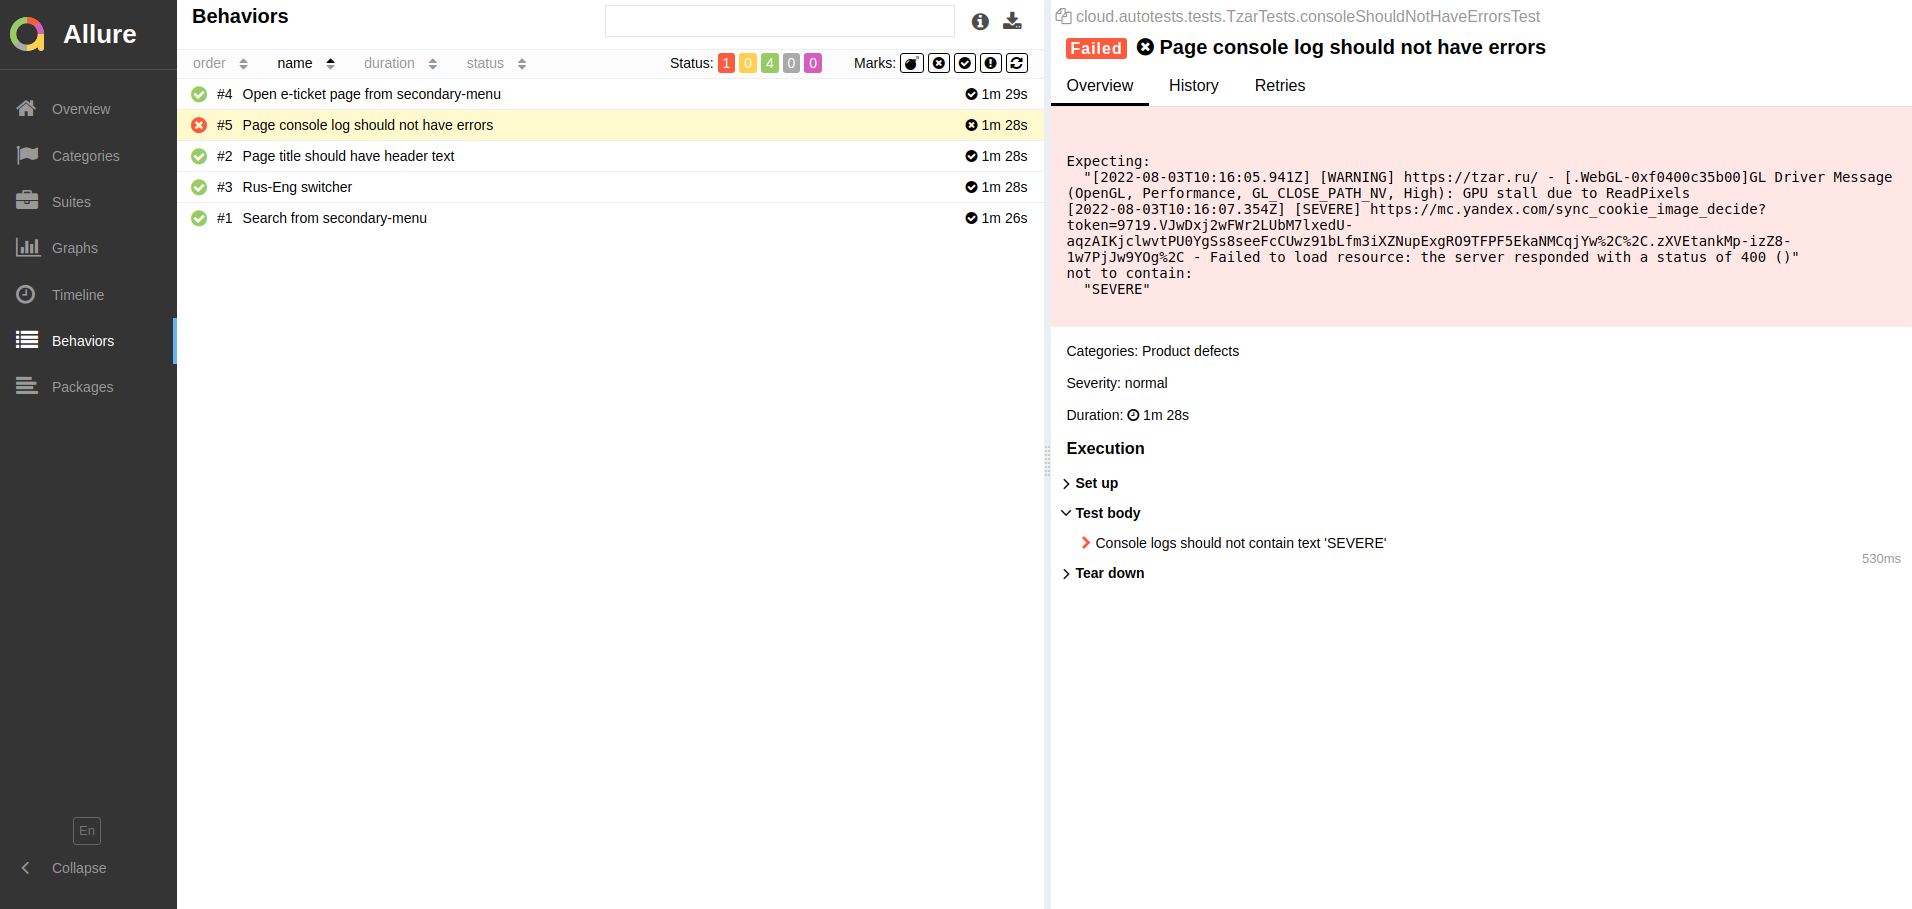 Allure
Overview
Categories
Suites
Graphs
Timeline
Behaviors
Packages
En
Collapse
Behaviors
order name duration status Status: 1 0 4 0 0 Marks:
#4 Open e-ticket page from secondary-menu 1m 29s
#5 Page console log should not have errors 1m 28s
#2 Page title should have header text 1m 28s
#3 Rus-Eng switcher 1m 28s
#1 Search from secondary-menu 1m 26s
cloud.autotests.tests.TzarTests.consoleShouldNotHaveErrorsTest
Failed Page console log should not have errors
Overview History Retries
Expecting:
"[2022-08-03T10:16:05.941Z] [WARNING] https://tzar.ru/ - [.WebGL-0xf0400c35b00]GL Driver Message
(OpenGL, Performance, GL_CLOSE_PATH_NV, High): GPU stall due to ReadPixels
[2022-08-03T10:16:07.354Z] [SEVERE] https://mc.yandex.com/sync_cookie_image_decide?
token=9719.VJwDxj2wFWr2LUbM7lxedU-
aqzAIKjclwvtPU0YgSs8seeFcCUwz91bLfm3iXZNupExgRO9TFPF5EkaNMCqjYw%2C%2C.zXVEtankMp-izZ8-
1w7PjJw9YOg%2C - Failed to load resource: the server responded with a status of 400 ()"
not to contain:
"SEVERE"
Categories: Product defects
Severity: normal
Duration: 1m 28s
Execution
Set up
Test body
Console logs should not contain text 'SEVERE'
530ms
Tear down